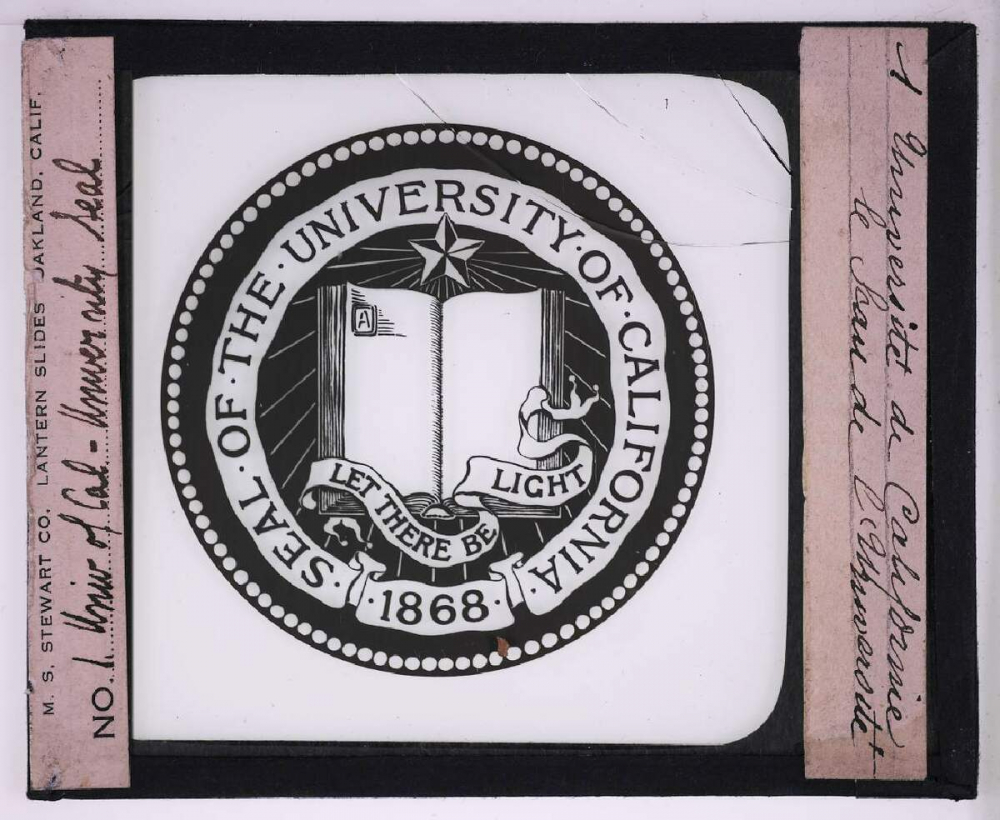 M. S. STEWART CO. LANTERN SLIDES OAKLAND, CALIF.
NO. 1. Univ of Cal - University Seal
SEAL · OF · THE · UNIVERSITY · OF · CALIFORNIA
A
LET THERE BE LIGHT
· 1868 ·
1 Université de Californie
le Sceau de l'Université